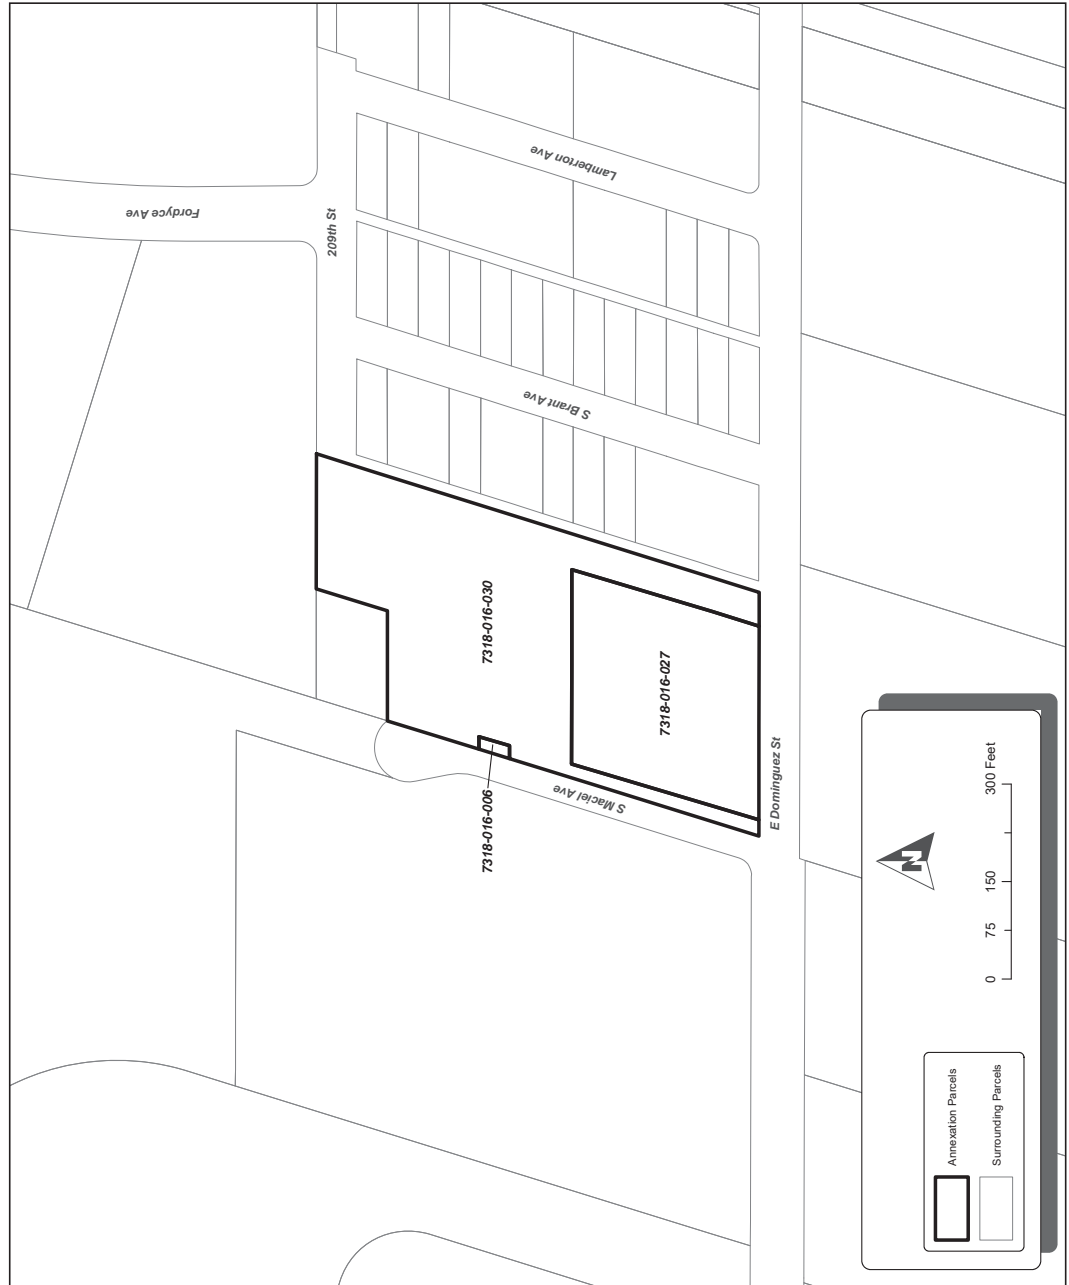 Lamberton Ave
Fordyce Ave
209th St
S Brant Ave
7318-016-030
7318-016-027
7318-016-006
S Maciel Ave
E Dominguez St
N
0 75 150 300 Feet
Annexation Parcels
Surrounding Parcels